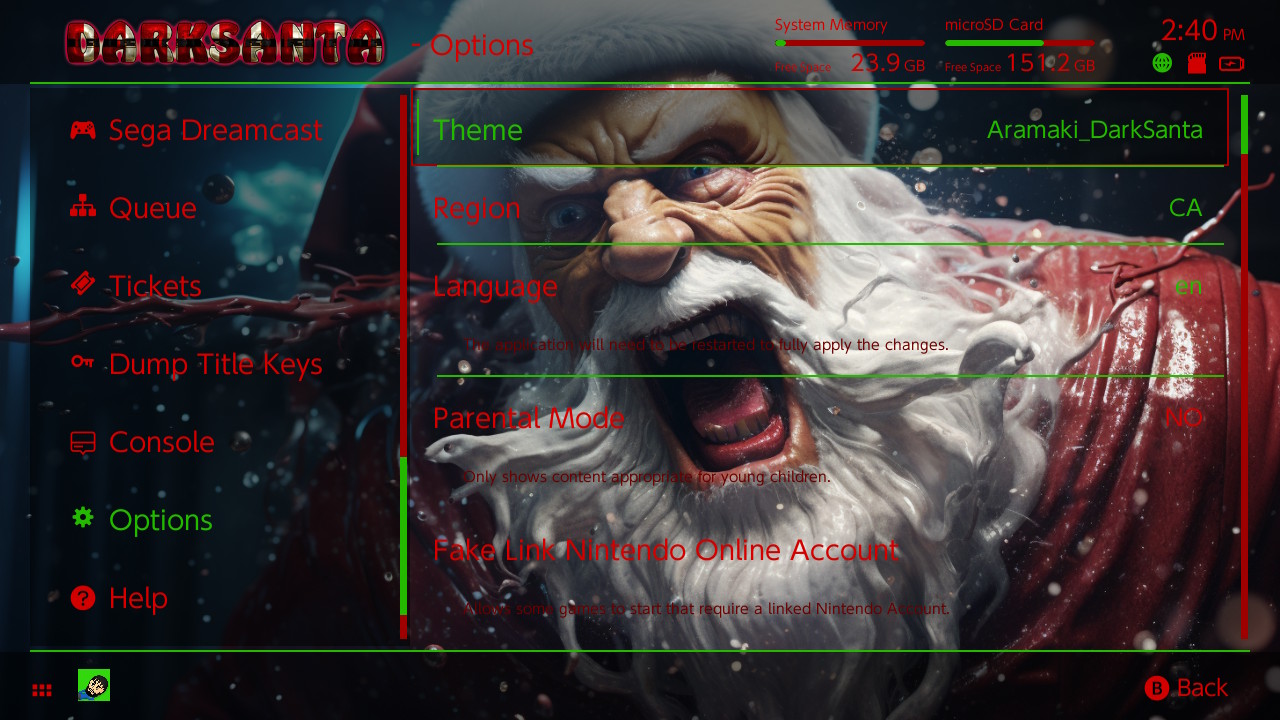 DARKSANTA - Options
System Memory
Free Space 23.9 GB
microSD Card
Free Space 151.2 GB
2:40 PM
Sega Dreamcast
Queue
Tickets
Dump Title Keys
Console
Options
Help
Theme Aramaki_DarkSanta
Region CA
Language en
The application will need to be restarted to fully apply the changes.
Parental Mode NO
Only shows content appropriate for young children.
Fake Link Nintendo Online Account
Allows some games to start that require a linked Nintendo Account.
B Back